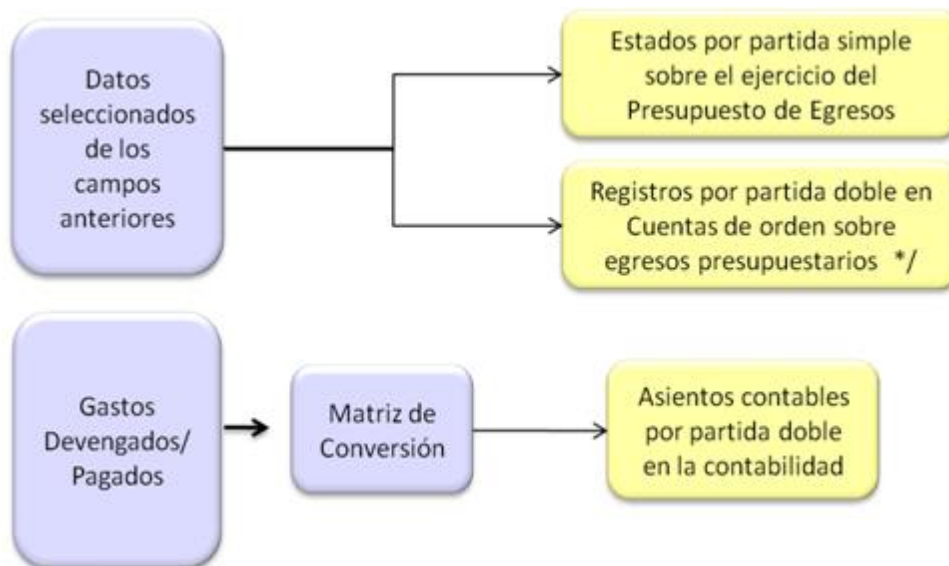 Datos
seleccionados
de los
campos
anteriores
Estados por partida simple
sobre el ejercicio del
Presupuesto de Egresos
Registros por partida doble en
Cuentas de orden sobre
egresos presupuestarios */
Gastos
Devengados/
Pagados
Matriz de
Conversión
Asientos contables
por partida doble
en la contabilidad